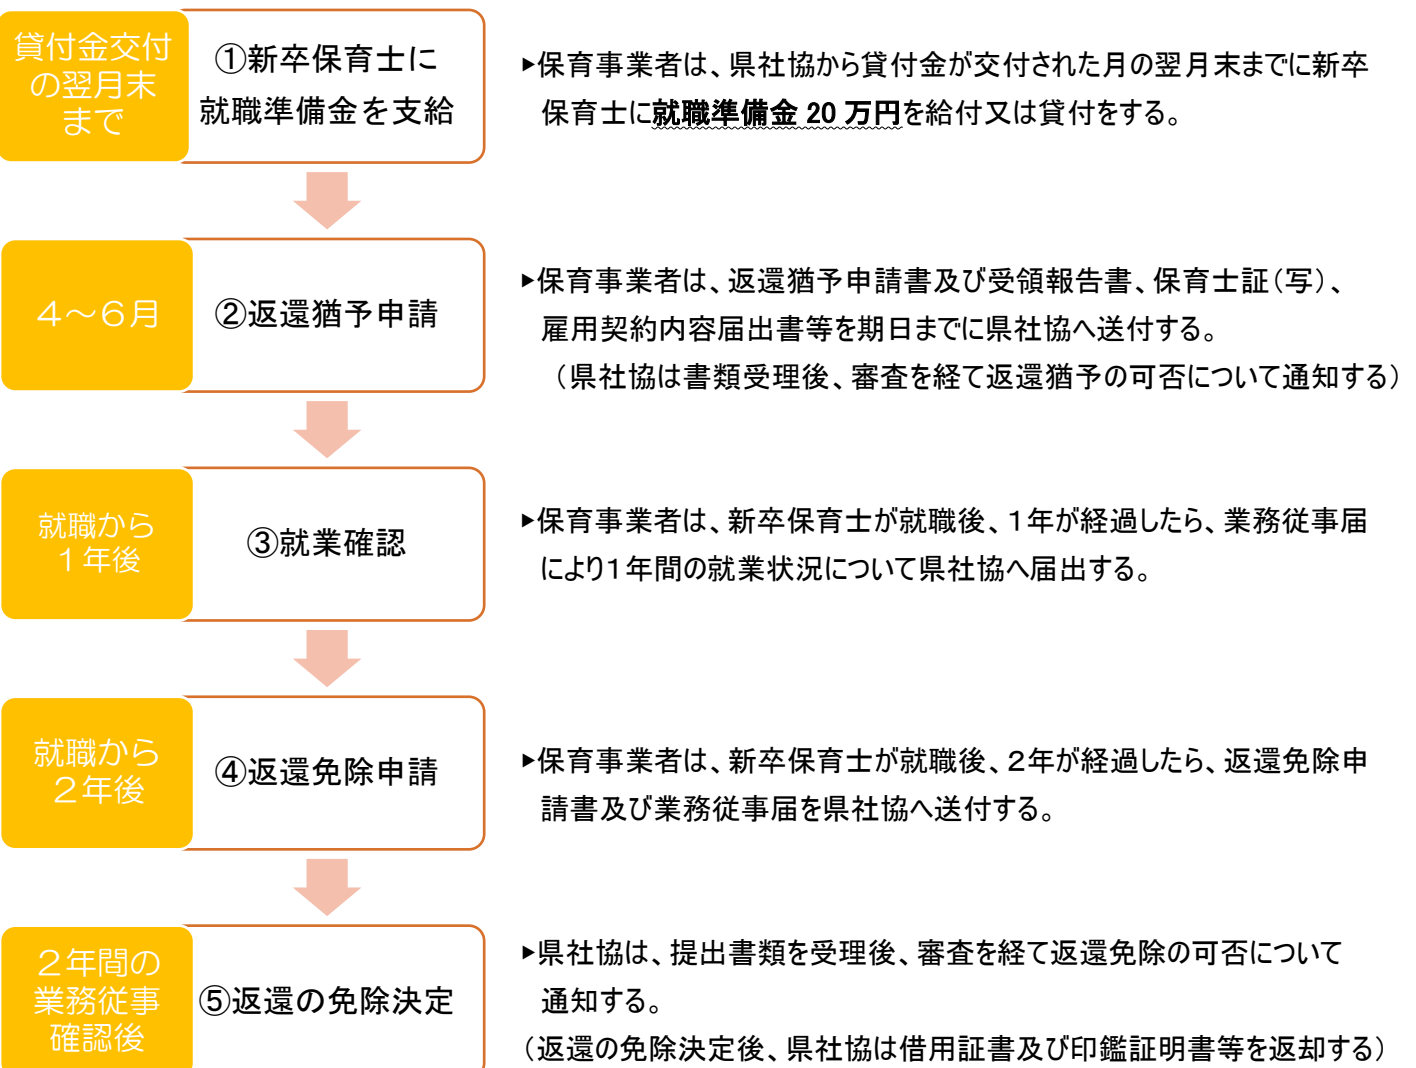 貸付金交付
の翌月末
まで
①新卒保育士に
就職準備金を支給
▶保育事業者は、県社協から貸付金が交付された月の翌月末までに新卒
保育士に就職準備金 20 万円を給付又は貸付をする。
４～６月
②返還猶予申請
▶保育事業者は、返還猶予申請書及び受領報告書、保育士証（写）、
雇用契約内容届出書等を期日までに県社協へ送付する。
（県社協は書類受理後、審査を経て返還猶予の可否について通知する）
就職から
１年後
③就業確認
▶保育事業者は、新卒保育士が就職後、１年が経過したら、業務従事届
により１年間の就業状況について県社協へ届出する。
就職から
２年後
④返還免除申請
▶保育事業者は、新卒保育士が就職後、２年が経過したら、返還免除申
請書及び業務従事届を県社協へ送付する。
２年間の
業務従事
確認後
⑤返還の免除決定
▶県社協は、提出書類を受理後、審査を経て返還免除の可否について
通知する。
（返還の免除決定後、県社協は借用証書及び印鑑証明書等を返却する）